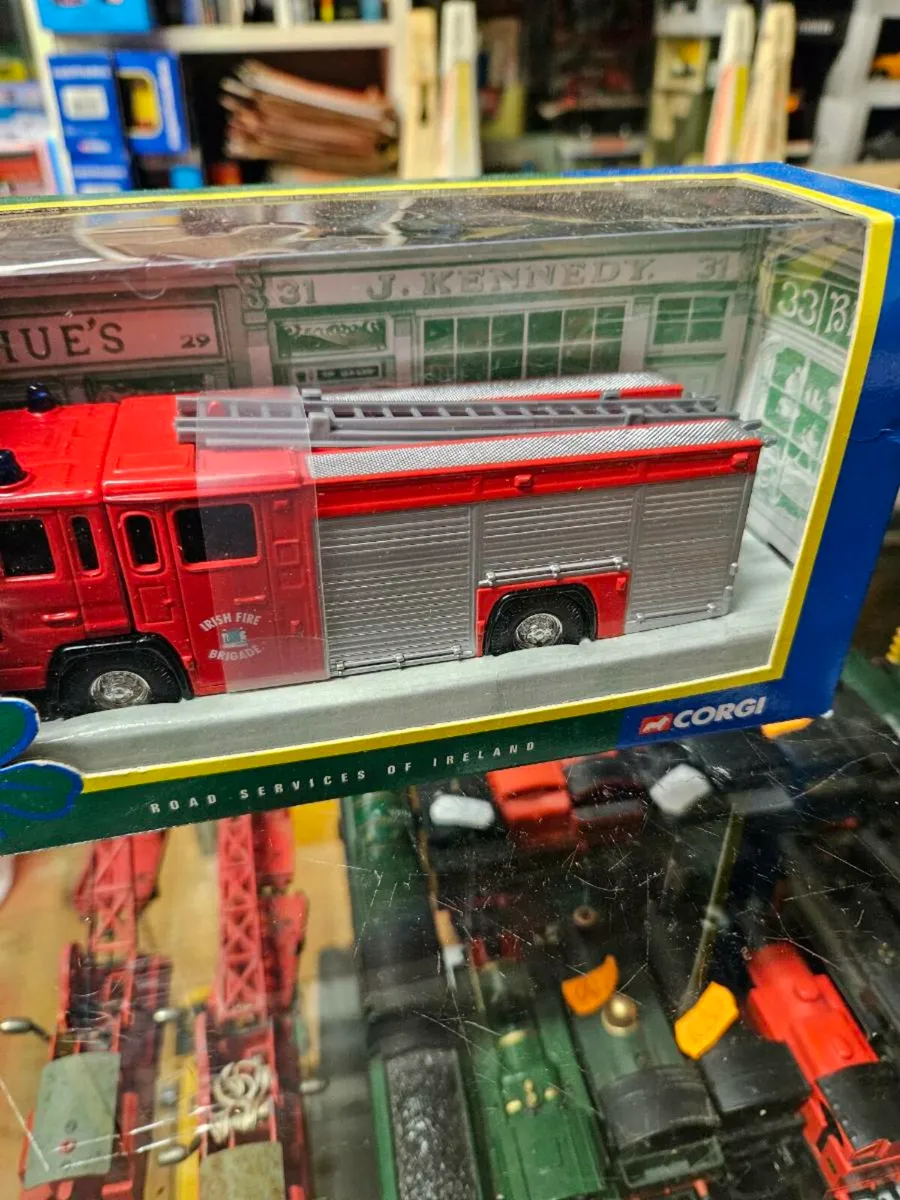 31 J. KENNEDY. 31
HUE'S 29
33
IRISH FIRE
BRIGADE.
CORGI
ROAD SERVICES OF IRELAND